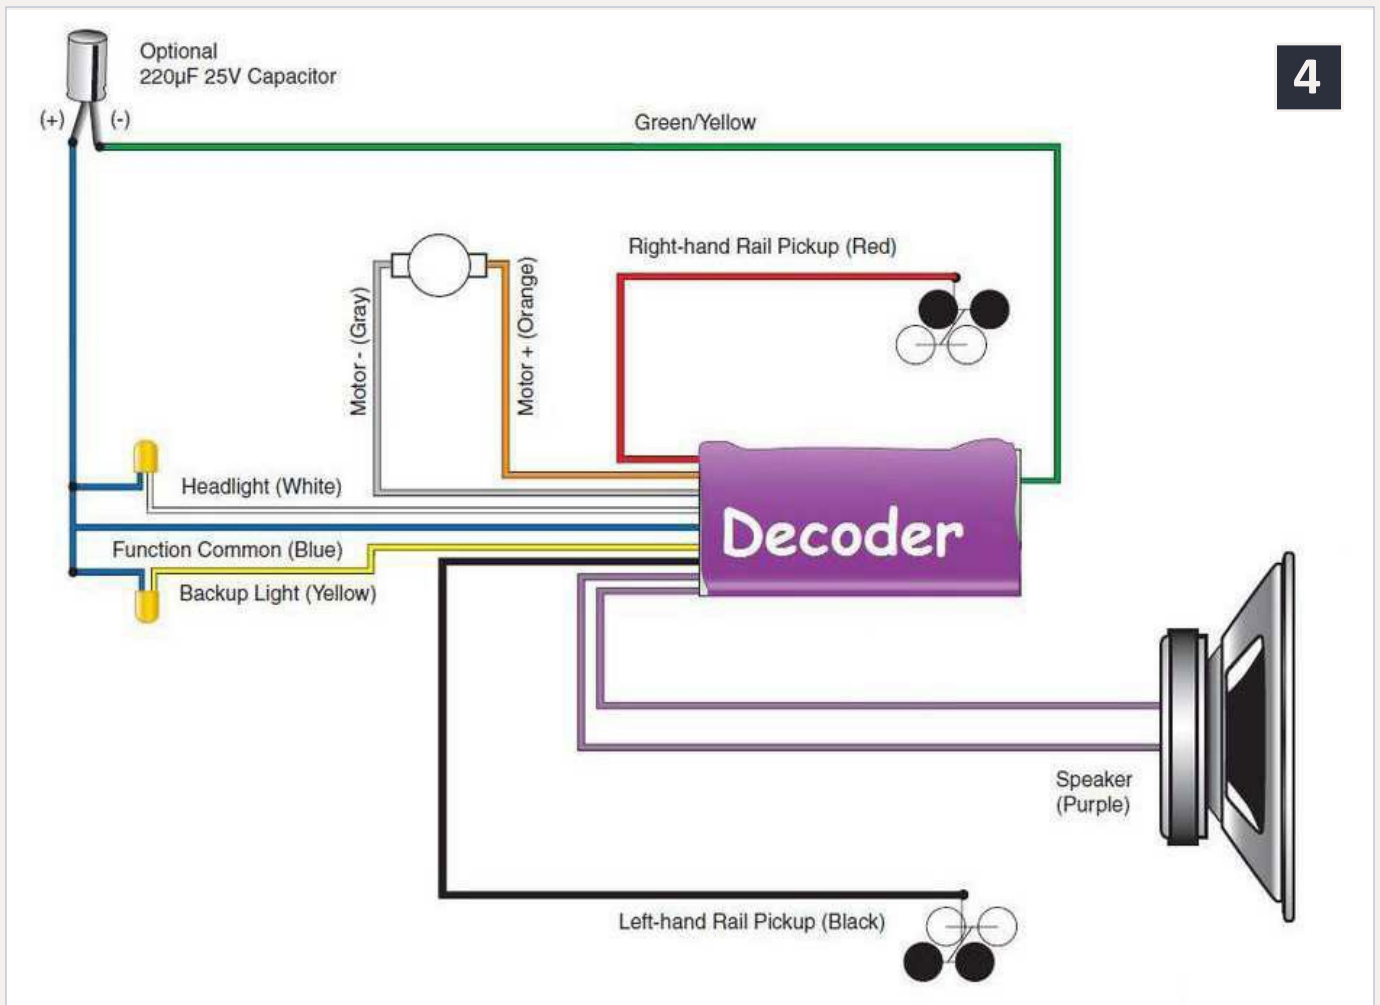 Optional
220µF 25V Capacitor
4
(+)
(-)
Green/Yellow
Right-hand Rail Pickup (Red)
Motor - (Gray)
Motor + (Orange)
Headlight (White)
Decoder
Function Common (Blue)
Backup Light (Yellow)
Speaker
(Purple)
Left-hand Rail Pickup (Black)